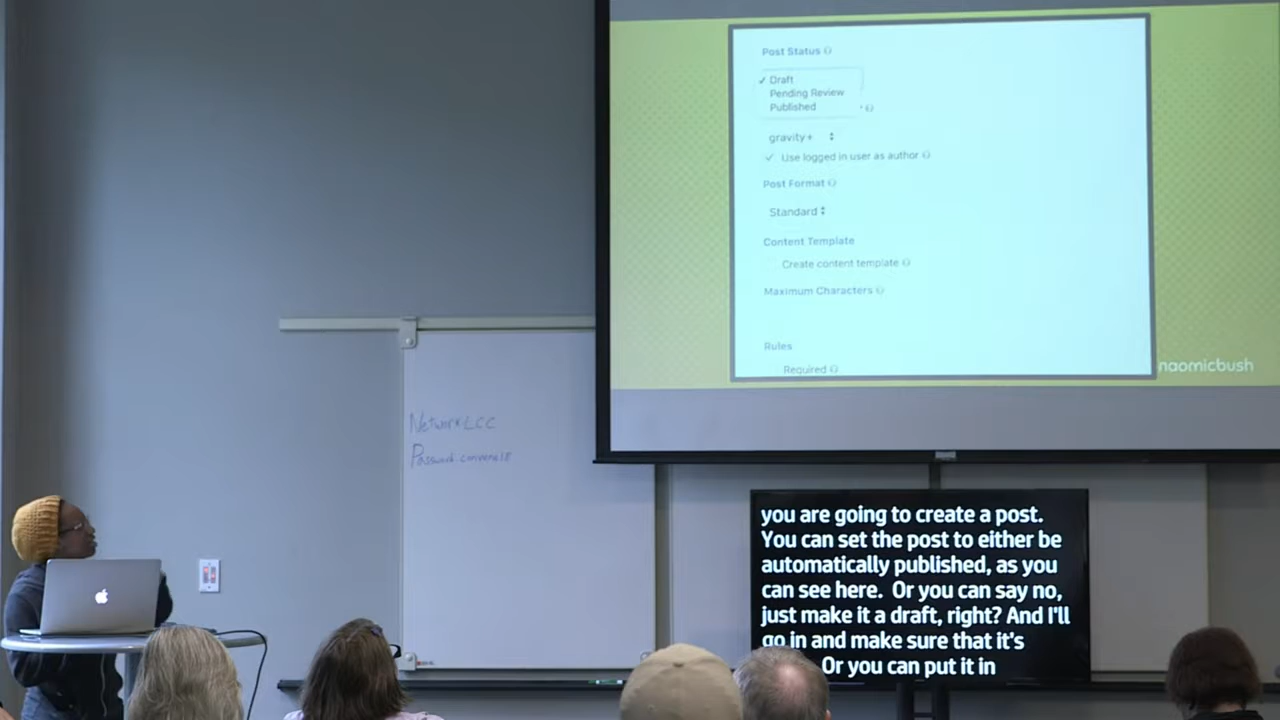 Post Status
✓ Draft
Pending Review
Published
gravity+
✓ Use logged in user as author
Post Format
Standard
Content Template
Create content template
Maximum Characters
Rules
Required
naomicbush
Network LCC
Password:
you are going to create a post.
You can set the post to either be
automatically published, as you
can see here. Or you can say no,
just make it a draft, right? And I'll
go in and make sure that it's
Or you can put it in